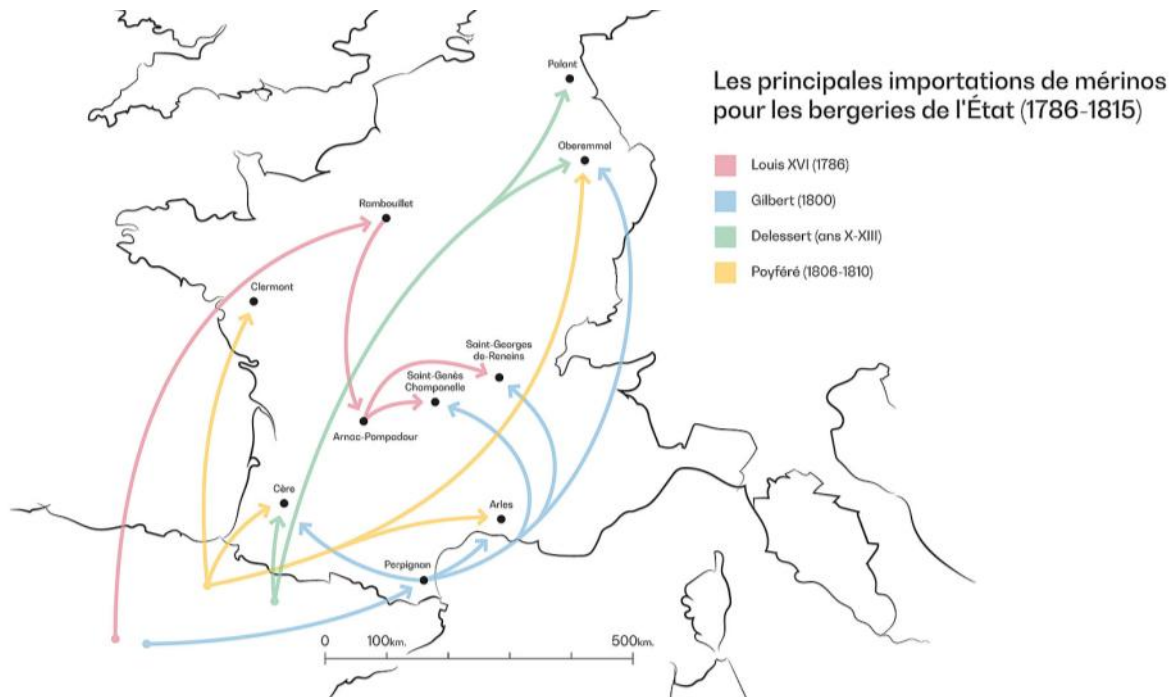 Les principales importations de mérinos
pour les bergeries de l'État (1786-1815)
Louis XVI (1786)
Gilbert (1800)
Delessert (ans X-XIII)
Poyféré (1806-1810)
Palant
Oberemmel
Rambouillet
Clermont
Saint-Georges
de-Reneins
Saint-Genès
Champanelle
Arnac-Pompadour
Cère
Arles
Perpignan
0 100km. 500km.